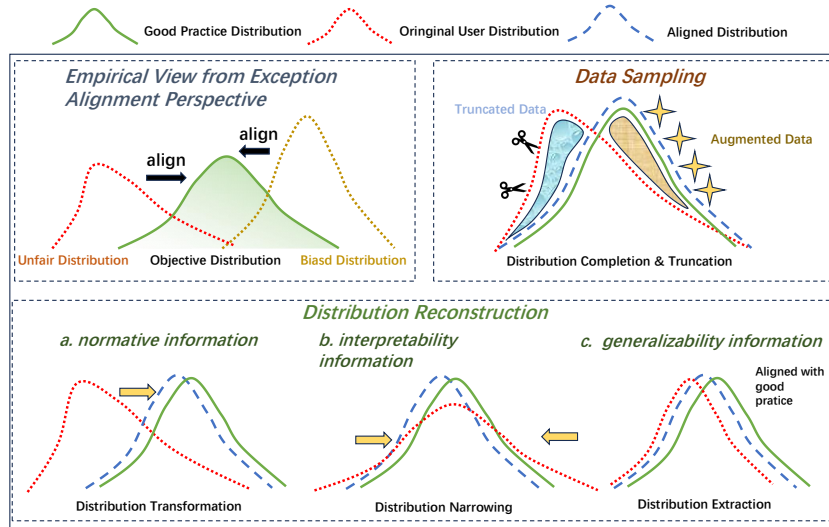 Good Practice Distribution
Oringinal User Distribution
Aligned Distribution
Empirical View from Exception
Alignment Perspective
align
align
Unfair Distribution
Objective Distribution
Biasd Distribution
Data Sampling
Truncated Data
Augmented Data
Distribution Completion & Truncation
Distribution Reconstruction
a. normative information
b. interpretability
information
c. generalizability information
Aligned with
good
pratice
Distribution Transformation
Distribution Narrowing
Distribution Extraction